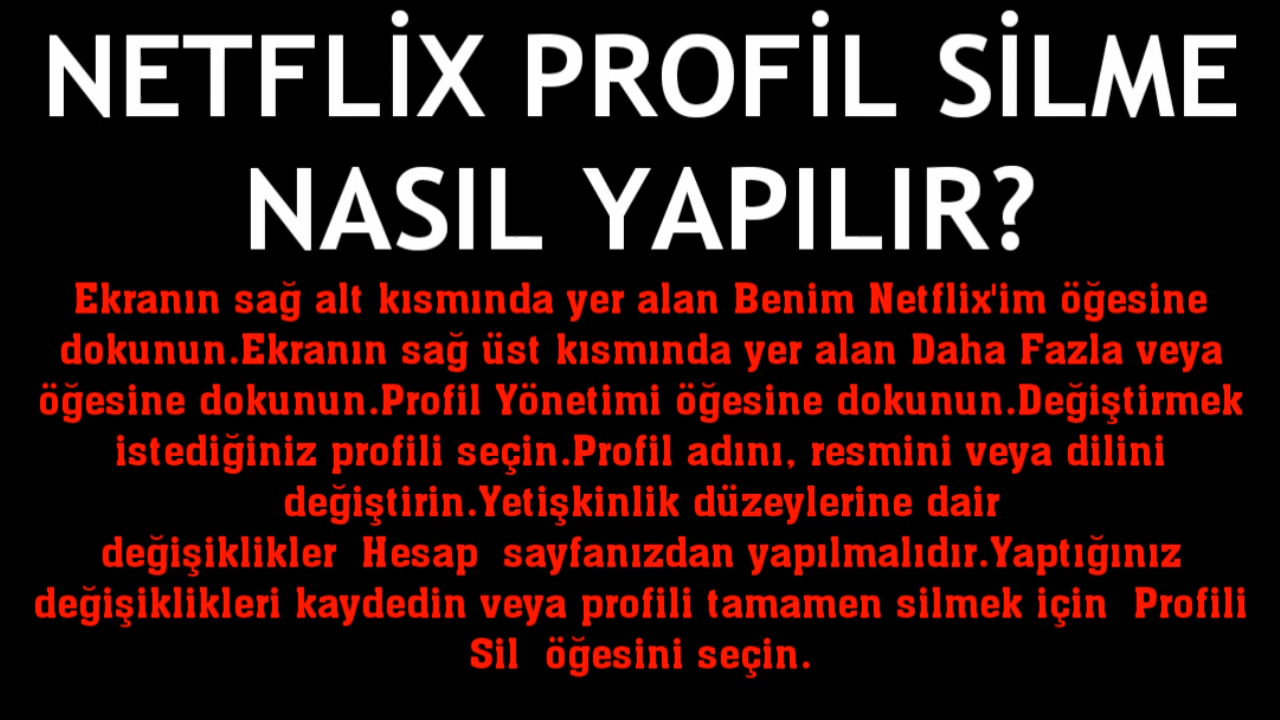 NETFLİX PROFİL SİLME
NASIL YAPILIR?
Ekranın sağ alt kısmında yer alan Benim Netflix'im öğesine
dokunun.Ekranın sağ üst kısmında yer alan Daha Fazla veya
öğesine dokunun.Profil Yönetimi öğesine dokunun.Değiştirmek
istediğiniz profili seçin.Profil adını, resmini veya dilini
değiştirin.Yetişkinlik düzeylerine dair
değişiklikler  Hesap  sayfanızdan yapılmalıdır.Yaptığınız
değişiklikleri kaydedin veya profili tamamen silmek için  Profili
Sil  öğesini seçin.